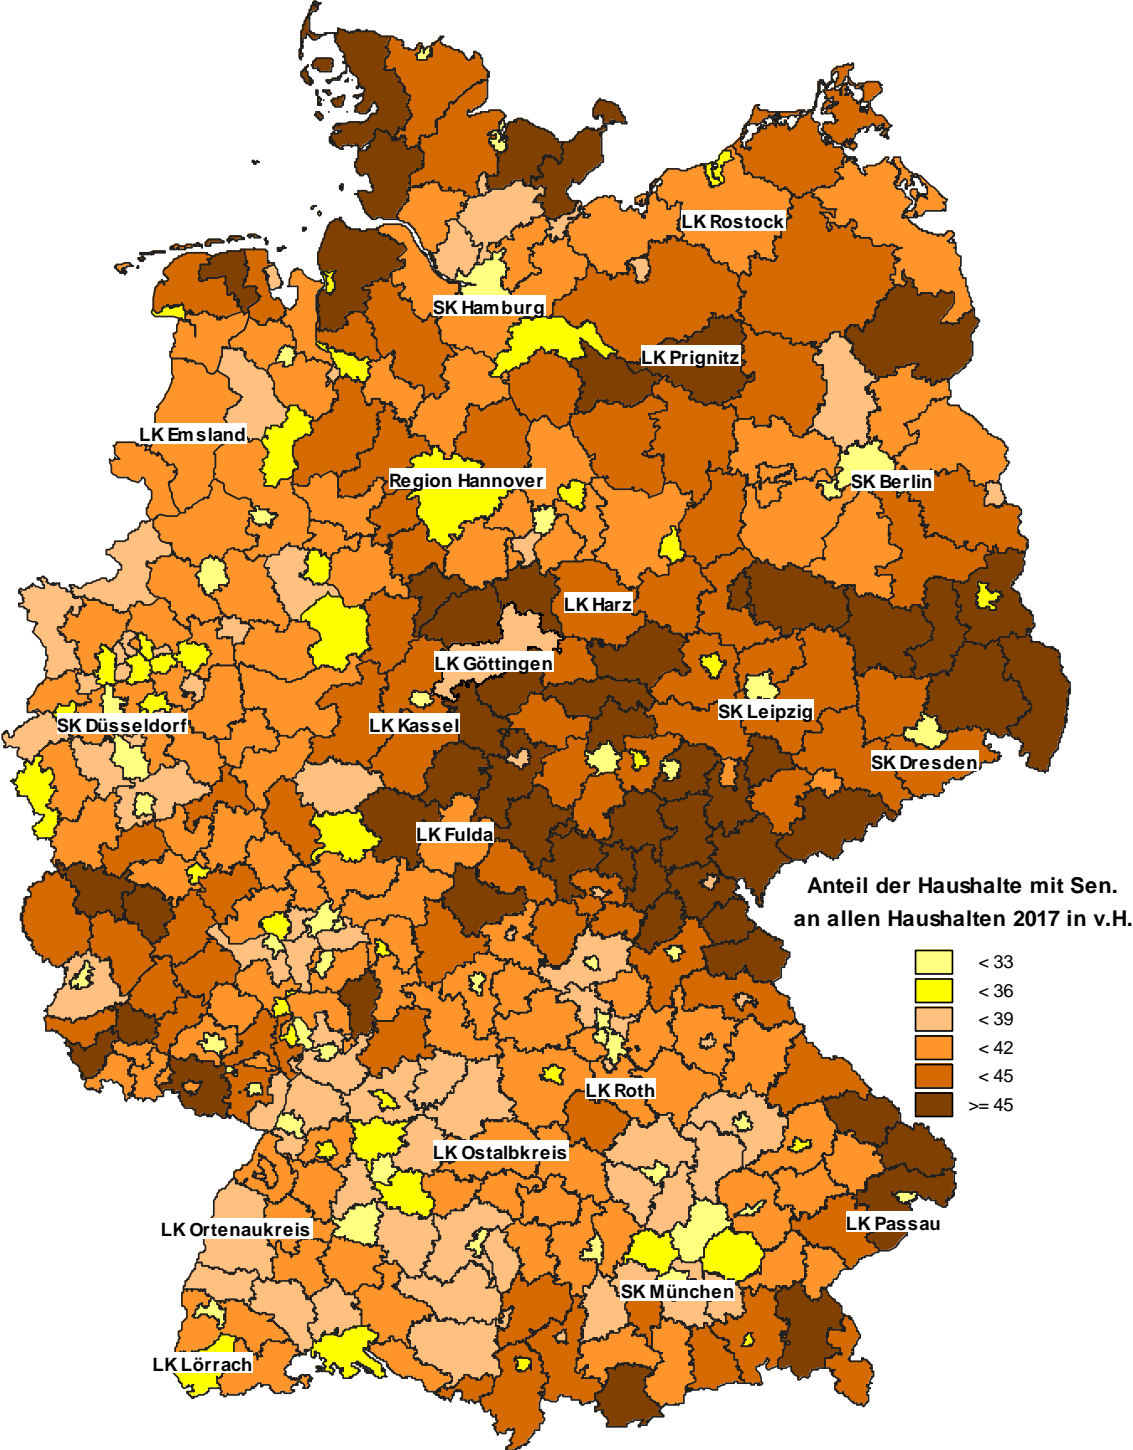 LK Rostock
SK Hamburg
LK Prignitz
LK Emsland
Region Hannover
SK Berlin
LK Harz
LK Göttingen
SK Leipzig
SK Düsseldorf
LK Kassel
SK Dresden
LK Fulda
Anteil der Haushalte mit Sen.
an allen Haushalten 2017 in v.H.
< 33
< 36
< 39
< 42
< 45
>= 45
LK Roth
LK Ostalbkreis
LK Ortenaukreis
LK Passau
SK München
LK Lörrach